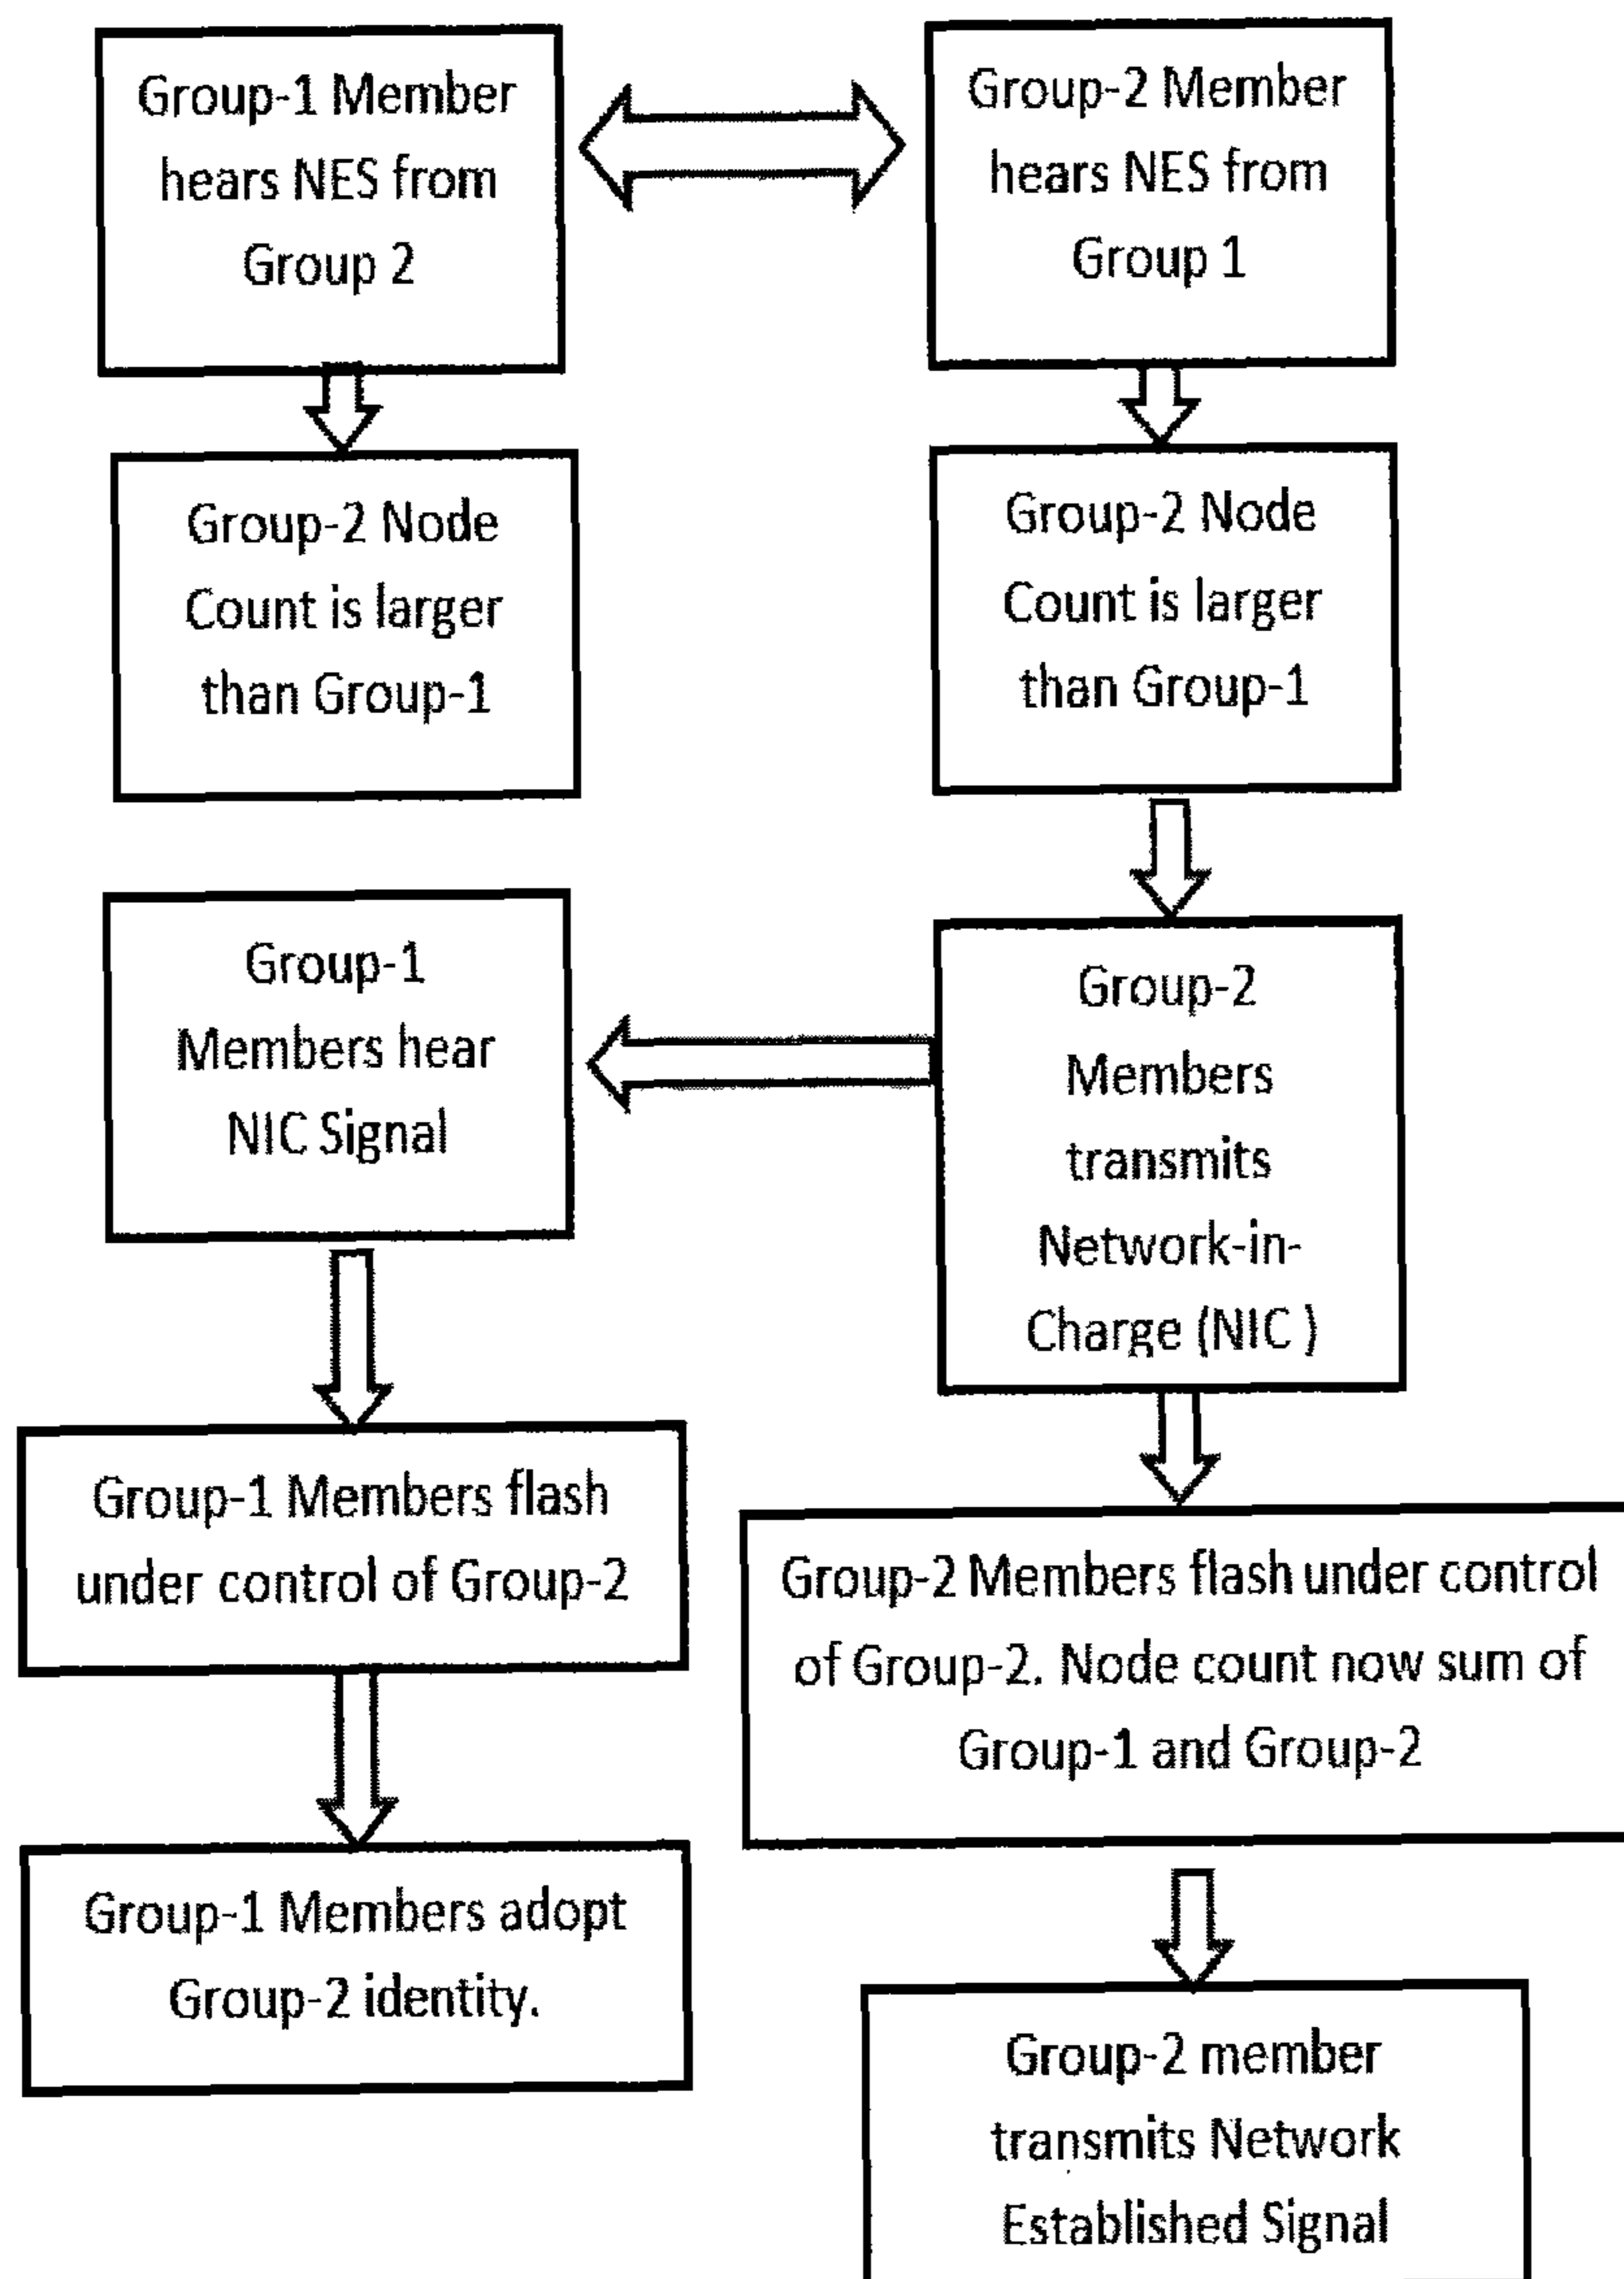 Group-1 Member
hears NES from
Group 2
Group-2 Member
hears NES from
Group 1
Group-2 Node
Count is larger
than Group-1
Group-2 Node
Count is larger
than Group-1
Group-1
Members hear
NIC Signal
Group-2
Members
transmits
Network-in-
Charge (NIC )
Group-1 Members flash
under control of Group-2
Group-2 Members flash under control
of Group-2. Node count now sum of
Group-1 and Group-2
Group-1 Members adopt
Group-2 identity.
Group-2 member
transmits Network
Established Signal